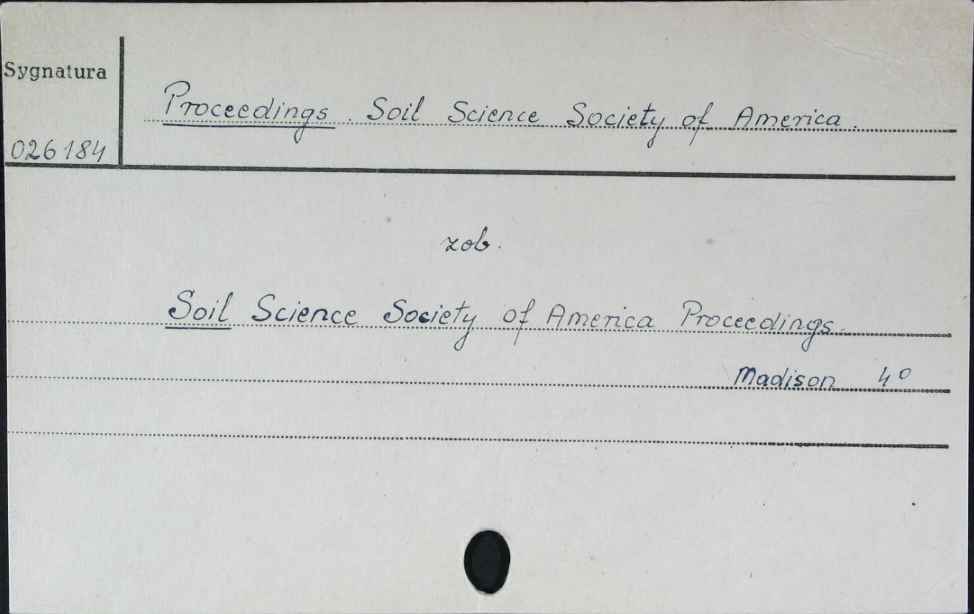 Sygnatura
Proceedings. Soil Science Society of America.
026184
zob.
Soil Science Society of America Proceedings.
Madison 4°